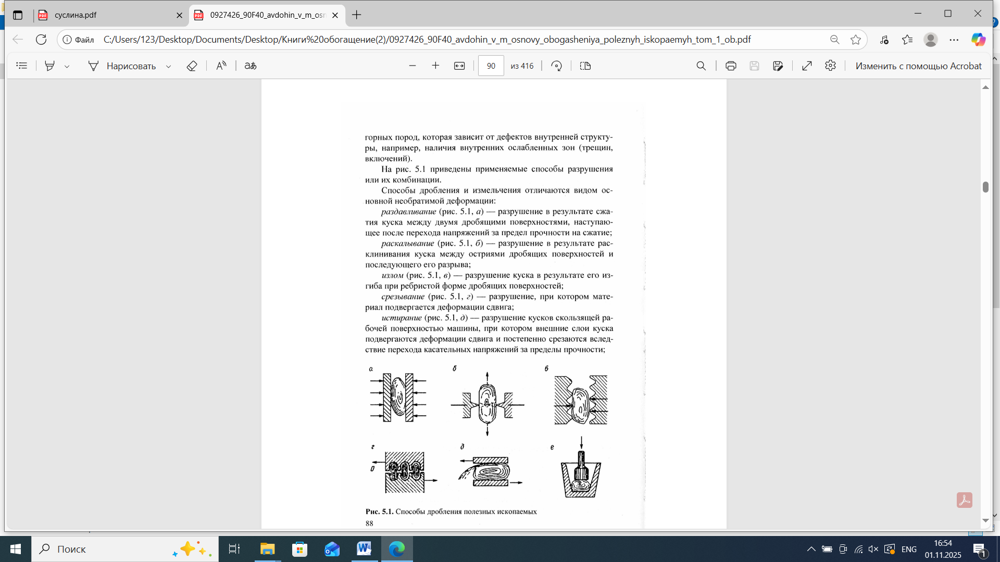 суслина.pdf
0927426_90F40_avdohin_v_m_osn
Файл
C:/Users/123/Desktop/Documents/Desktop/Книги%20обогащение(2)/0927426_90F40_avdohin_v_m_osnovy_obogasheniya_poleznyh_iskopaemyh_tom_1_ob.pdf
Нарисовать
90 из 416
Изменить с помощью Acrobat
горных пород, которая зависит от дефектов внутренней структу-
ры, например, наличия внутренних ослабленных зон (трещин,
включений).
На рис. 5.1 приведены применяемые способы разрушения
или их комбинации.
Способы дробления и измельчения отличаются видом ос-
новной необратимой деформации:
раздавливание (рис. 5.1, а) — разрушение в результате сжа-
тия куска между двумя дробящими поверхностями, наступаю-
щее после перехода напряжений за предел прочности на сжатие;
раскалывание (рис. 5.1, б) — разрушение в результате рас-
клинивания куска между остриями дробящих поверхностей и
последующего его разрыва;
излом (рис. 5.1, в) — разрушение куска в результате его из-
гиба при ребристой форме дробящих поверхностей;
срезывание (рис. 5.1, г) — разрушение, при котором мате-
риал подвергается деформации сдвига;
истирание (рис. 5.1, д) — разрушение кусков скользящей ра-
бочей поверхностью машины, при котором внешние слои куска
подвергаются деформации сдвига и постепенно срезаются вслед-
ствие перехода касательных напряжений за пределы прочности;
а б в
г д е
0
Рис. 5.1. Способы дробления полезных ископаемых
88
Поиск
ENG
16:54
01.11.2025
1